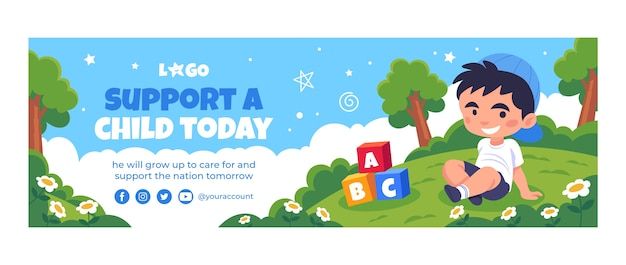 LOGO
SUPPORT A
CHILD TODAY
he will grow up to care for and
support the nation tomorrow
@youraccount
A
B C